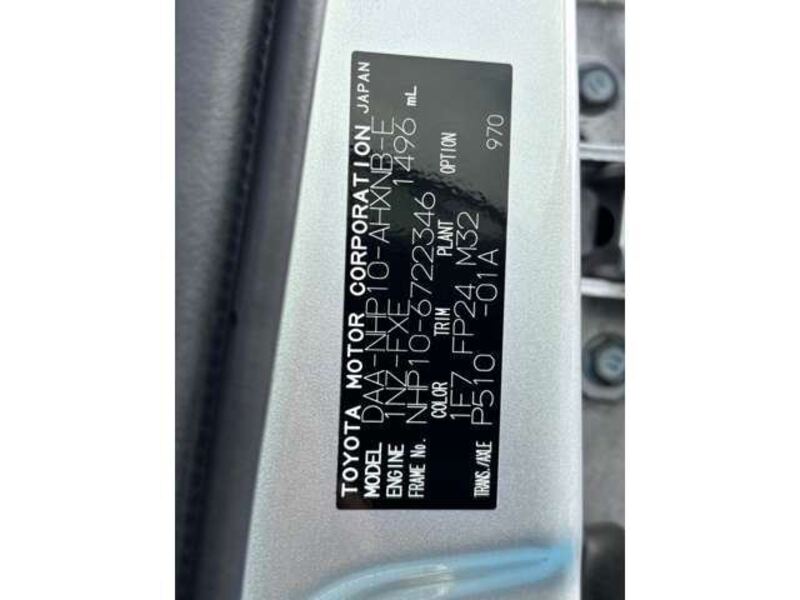 TOYOTA MOTOR CORPORATION JAPAN
MODEL DAA-NHP10-AHXNB-E
ENGINE 1NZ-FXE 1496 mL
FRAME No. NHP10-6722346
COLOR TRIM PLANT OPTION
1F7 FP24 M32
TRANS./AXLE P510 -01A 970